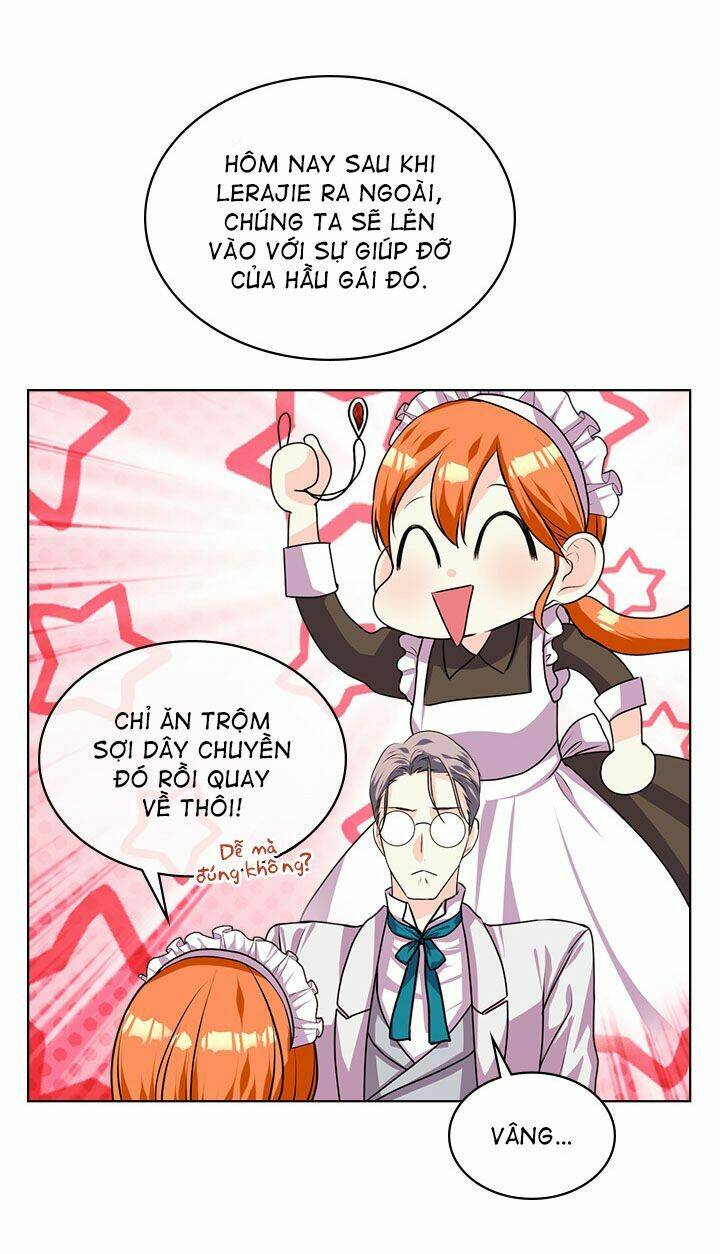 HÔM NAY SAU KHI
LERAJIE RA NGOÀI,
CHÚNG TA SẼ LẺN
VÀO VỚI SỰ GIÚP ĐỠ
CỦA HẦU GÁI ĐÓ.
CHỈ ĂN TRỘM
SỢI DÂY CHUYỀN
ĐÓ RỒI QUAY
VỀ THÔI!
Dễ mà
đúng không?
VÂNG...